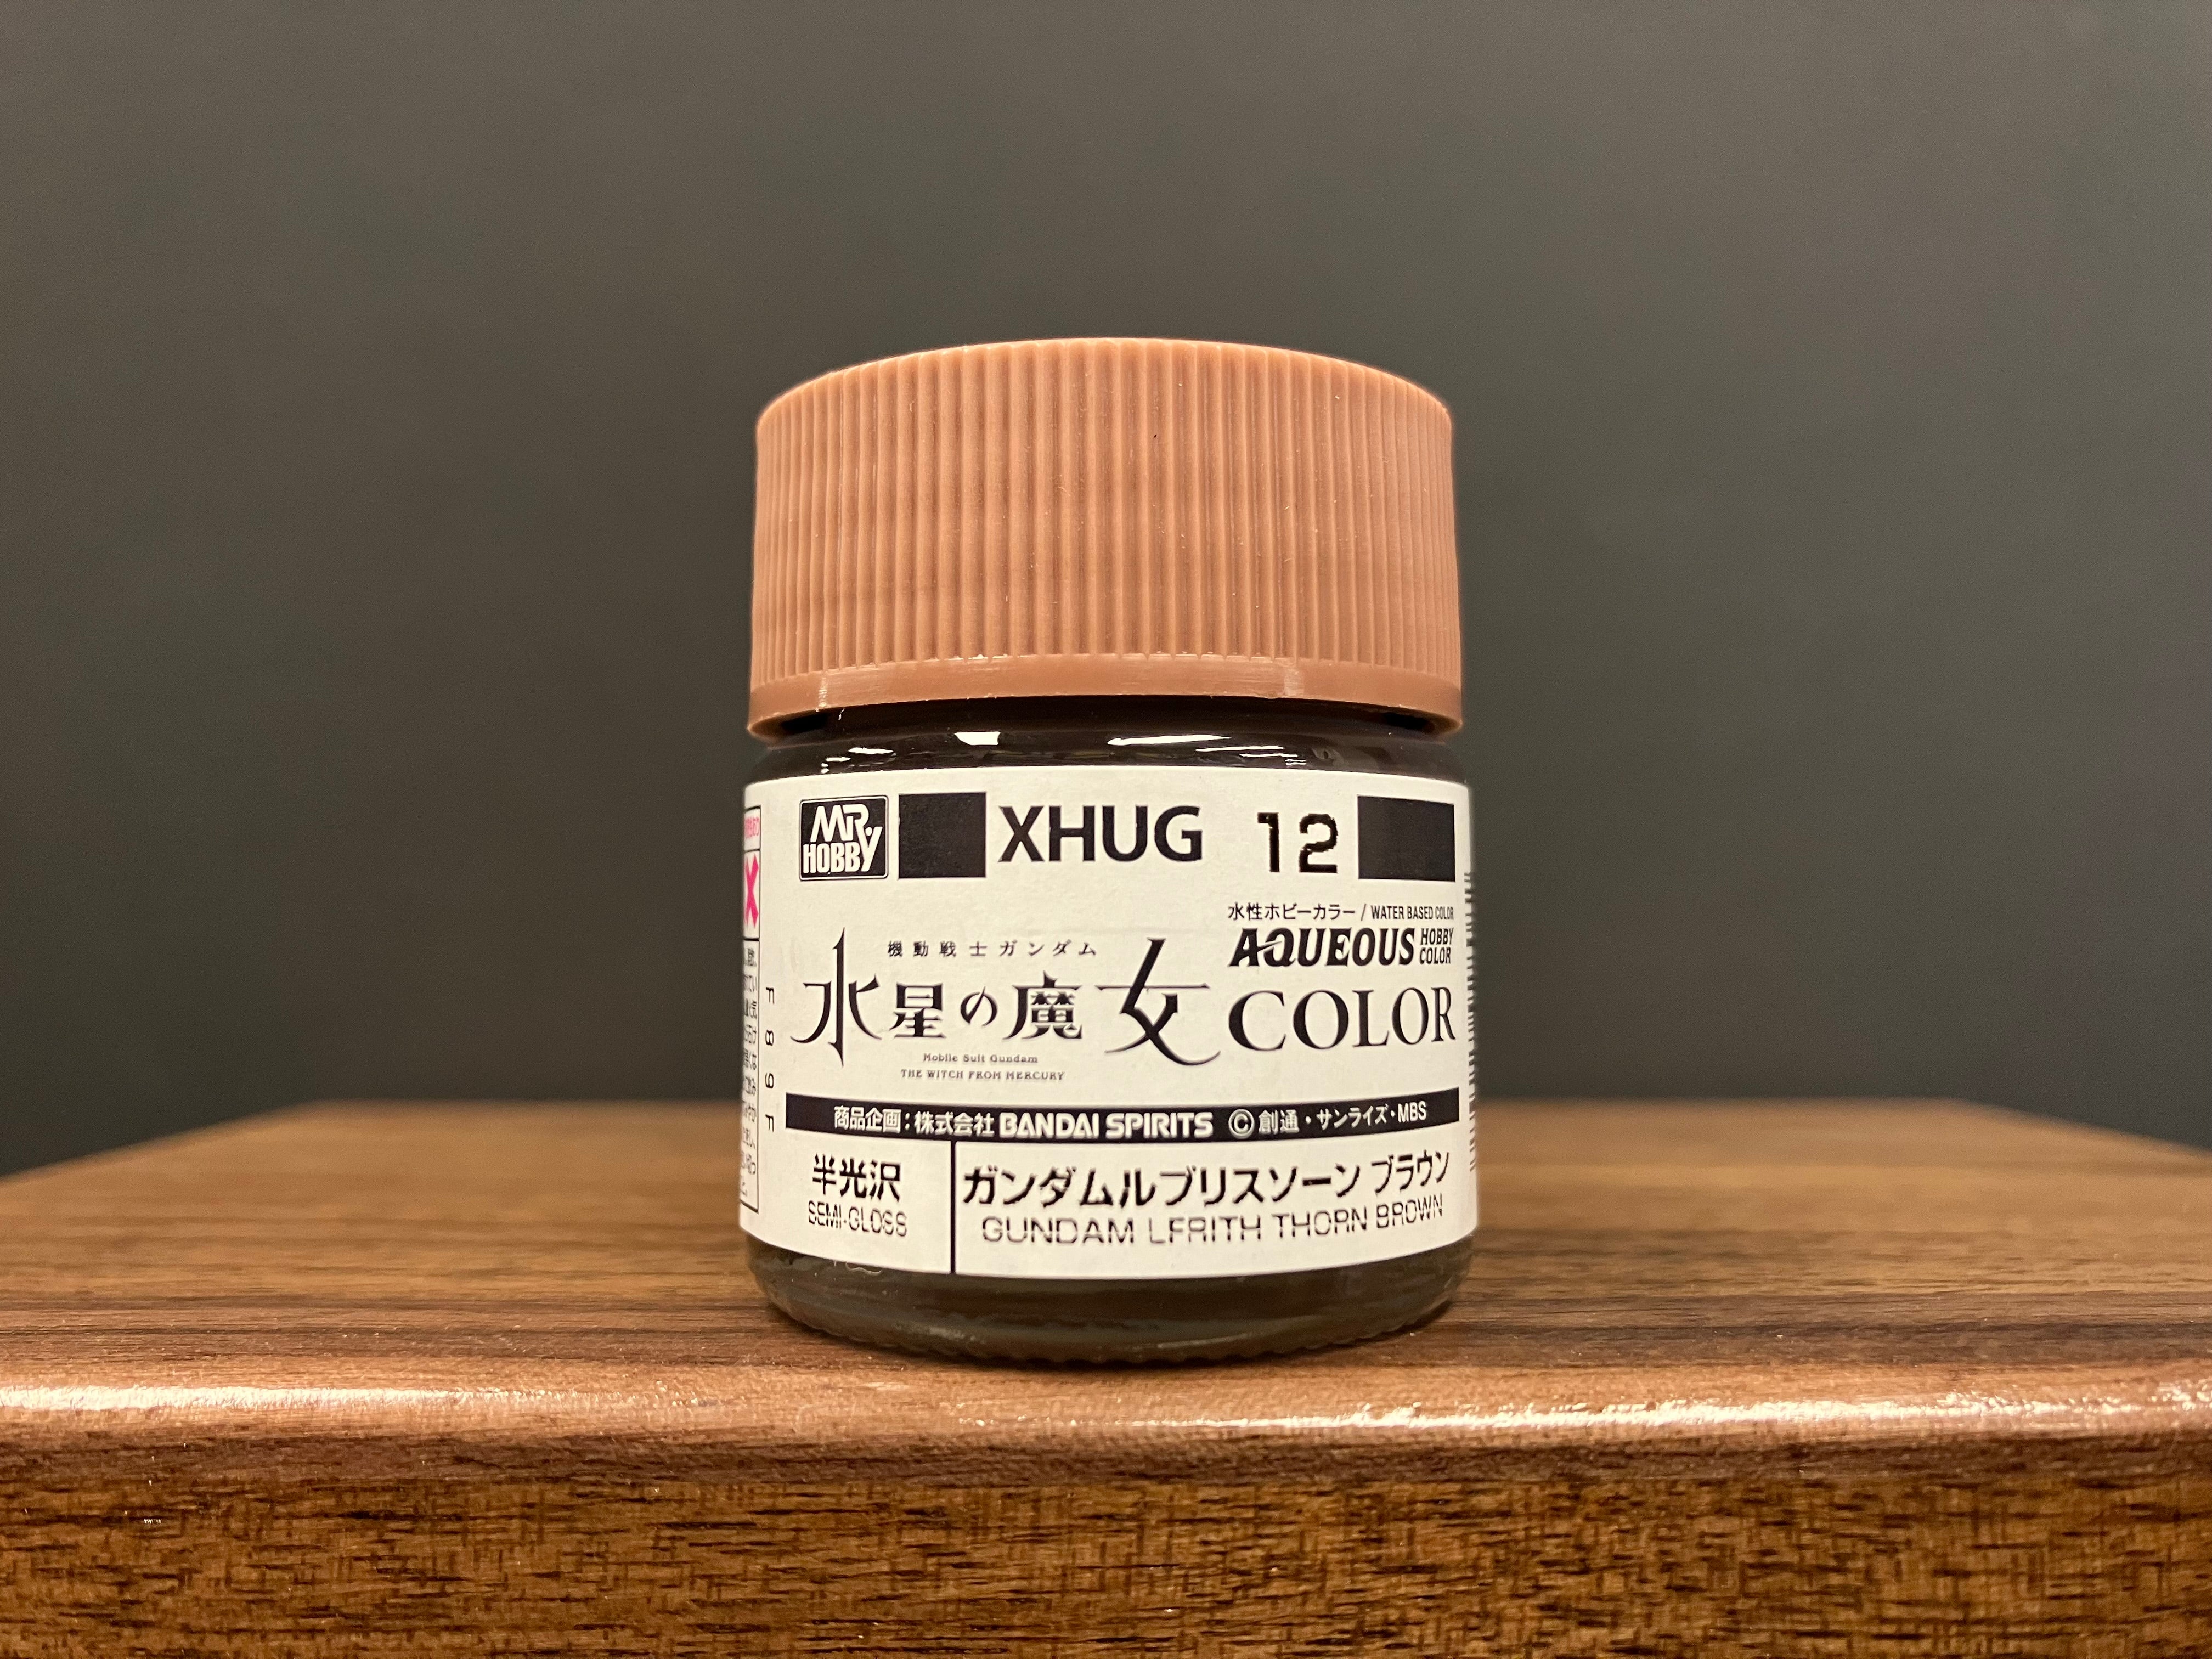 MR.HOBBY
XHUG 12
水性ホビーカラー / WATER BASED COLOR
AQUEOUS HOBBY COLOR
機動戦士ガンダム
水星の魔女 COLOR
Mobile Suit Gundam
THE WITCH FROM MERCURY
商品企画：株式会社 BANDAI SPIRITS ©創通・サンライズ・MBS
半光沢
SEMI-GLOSS
ガンダムルブリスソーン ブラウン
GUNDAM LFRITH THORN BROWN
F89F